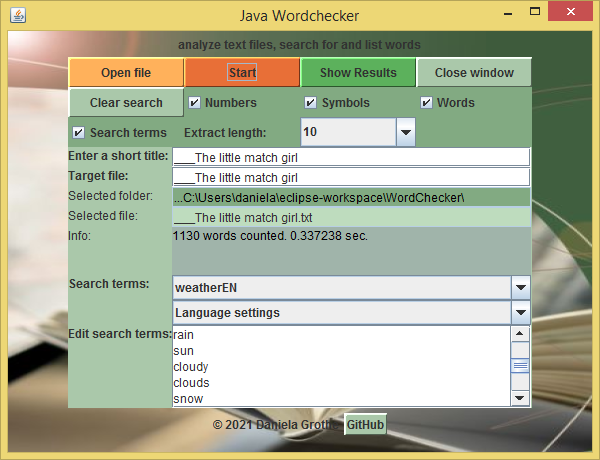 Java Wordchecker
analyze text files, search for and list words
Open file Start Show Results Close window
Clear search Numbers Symbols Words
Search terms Extract length: 10
Enter a short title: ___The little match girl
Target file: ___The little match girl
Selected folder: ...C:\Users\daniela\eclipse-workspace\WordChecker\
Selected file: ___The little match girl.txt
Info: 1130 words counted. 0.337238 sec.
Search terms: weatherEN
Language settings
Edit search terms: rain
sun
cloudy
clouds
snow
© 2021 Daniela Groth GitHub